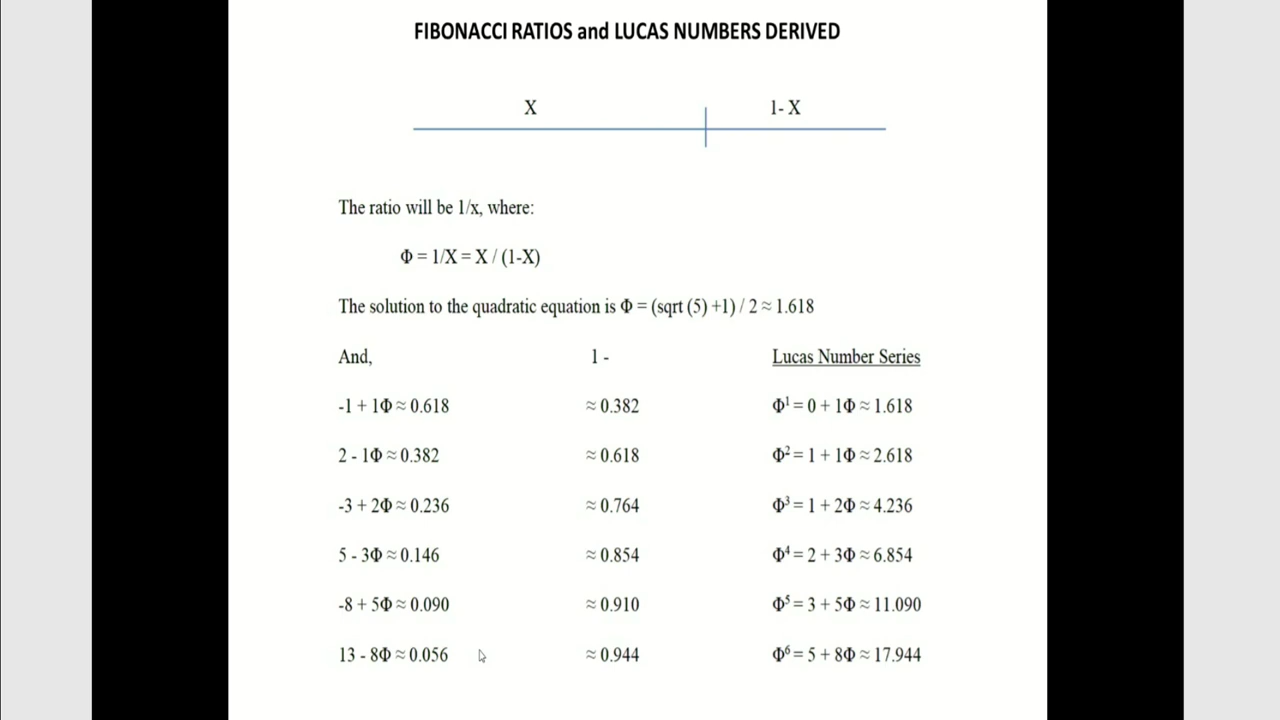 FIBONACCI RATIOS and LUCAS NUMBERS DERIVED
X 1- X
The ratio will be 1/x, where:
Φ = 1/X = X / (1-X)
The solution to the quadratic equation is Φ = (sqrt (5) +1) / 2 ≈ 1.618
And, 1 - Lucas Number Series
-1 + 1Φ ≈ 0.618 ≈ 0.382 Φ¹ = 0 + 1Φ ≈ 1.618
2 - 1Φ ≈ 0.382 ≈ 0.618 Φ² = 1 + 1Φ ≈ 2.618
-3 + 2Φ ≈ 0.236 ≈ 0.764 Φ³ = 1 + 2Φ ≈ 4.236
5 - 3Φ ≈ 0.146 ≈ 0.854 Φ⁴ = 2 + 3Φ ≈ 6.854
-8 + 5Φ ≈ 0.090 ≈ 0.910 Φ⁵ = 3 + 5Φ ≈ 11.090
13 - 8Φ ≈ 0.056 ≈ 0.944 Φ⁶ = 5 + 8Φ ≈ 17.944